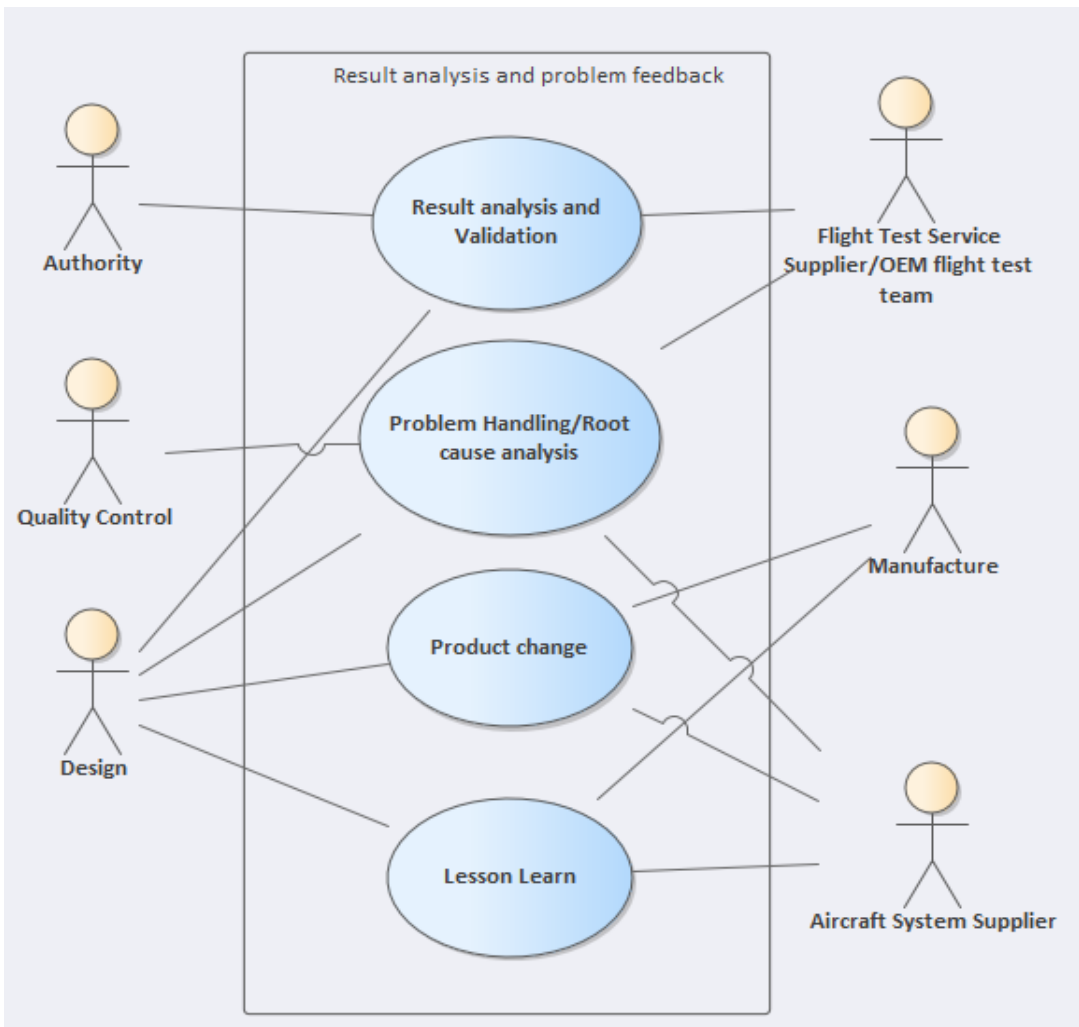 Result analysis and problem feedback
Authority
Result analysis and
Validation
Flight Test Service
Supplier/OEM flight test
team
Quality Control
Problem Handling/Root
cause analysis
Manufacture
Design
Product change
Lesson Learn
Aircraft System Supplier